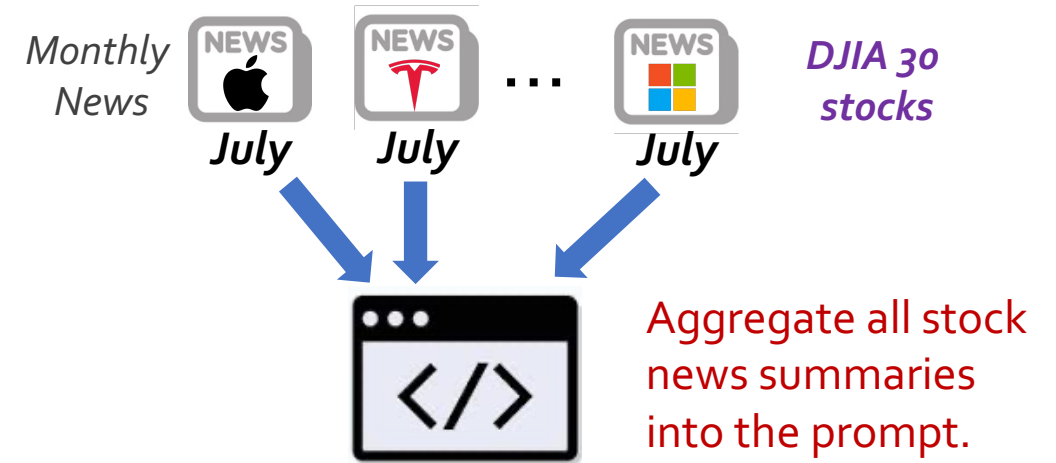 Monthly
News
NEWS
NEWS
...
NEWS
DJIA 30
stocks
July
July
July
</>
Aggregate all stock
news summaries
into the prompt.